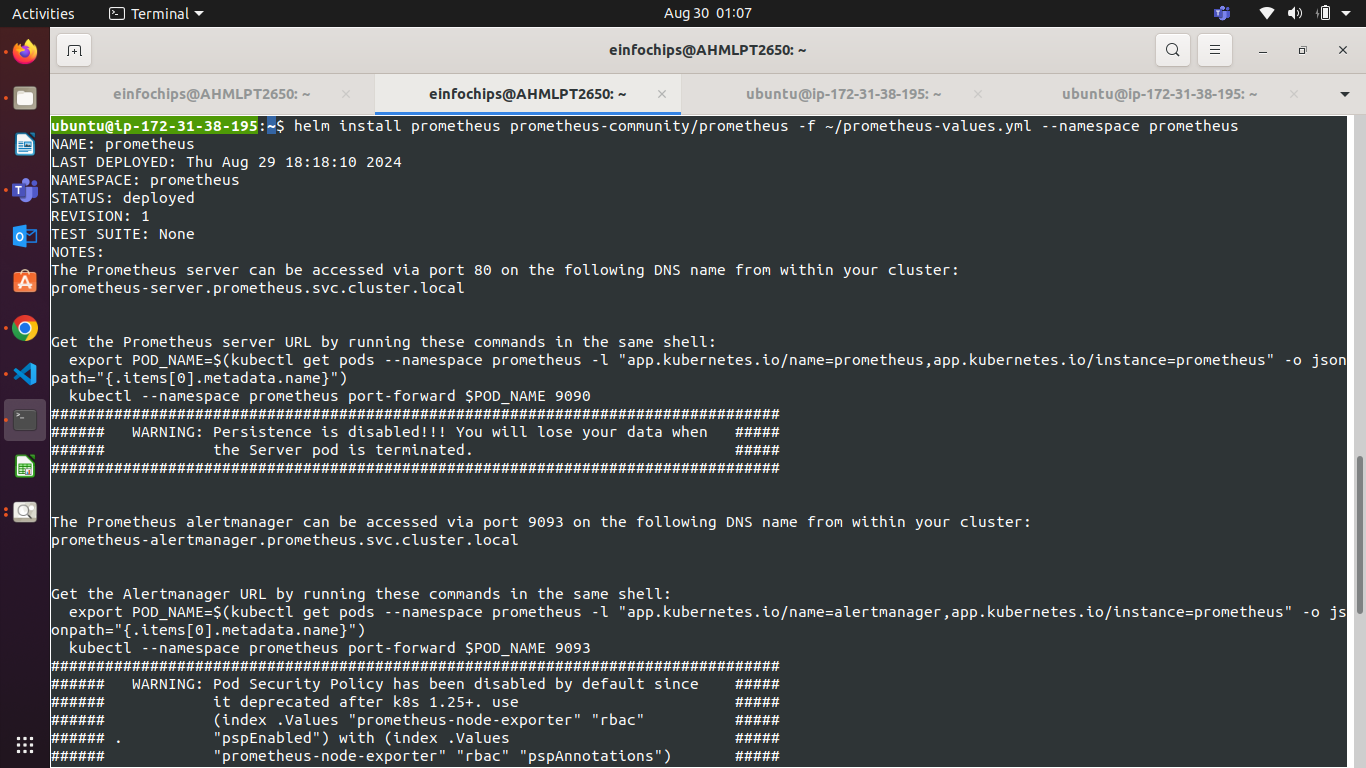 Activities
Terminal
Aug 30 01:07
einfochips@AHMLPT2650: ~
einfochips@AHMLPT2650: ~
einfochips@AHMLPT2650: ~
ubuntu@ip-172-31-38-195: ~
ubuntu@ip-172-31-38-195: ~
ubuntu@ip-172-31-38-195:~$ helm install prometheus prometheus-community/prometheus -f ~/prometheus-values.yml --namespace prometheus
NAME: prometheus
LAST DEPLOYED: Thu Aug 29 18:18:10 2024
NAMESPACE: prometheus
STATUS: deployed
REVISION: 1
TEST SUITE: None
NOTES:
The Prometheus server can be accessed via port 80 on the following DNS name from within your cluster:
prometheus-server.prometheus.svc.cluster.local
Get the Prometheus server URL by running these commands in the same shell:
  export POD_NAME=$(kubectl get pods --namespace prometheus -l "app.kubernetes.io/name=prometheus,app.kubernetes.io/instance=prometheus" -o json
path="{.items[0].metadata.name}")
  kubectl --namespace prometheus port-forward $POD_NAME 9090
#################################################################################
######   WARNING: Persistence is disabled!!! You will lose your data when   #####
######            the Server pod is terminated.                             #####
#################################################################################
The Prometheus alertmanager can be accessed via port 9093 on the following DNS name from within your cluster:
prometheus-alertmanager.prometheus.svc.cluster.local
Get the Alertmanager URL by running these commands in the same shell:
  export POD_NAME=$(kubectl get pods --namespace prometheus -l "app.kubernetes.io/name=alertmanager,app.kubernetes.io/instance=prometheus" -o js
onpath="{.items[0].metadata.name}")
  kubectl --namespace prometheus port-forward $POD_NAME 9093
#################################################################################
######   WARNING: Pod Security Policy has been disabled by default since    #####
######            it deprecated after k8s 1.25+. use                        #####
######            (index .Values "prometheus-node-exporter" "rbac"          #####
###### .          "pspEnabled") with (index .Values                         #####
######            "prometheus-node-exporter" "rbac" "pspAnnotations")       #####